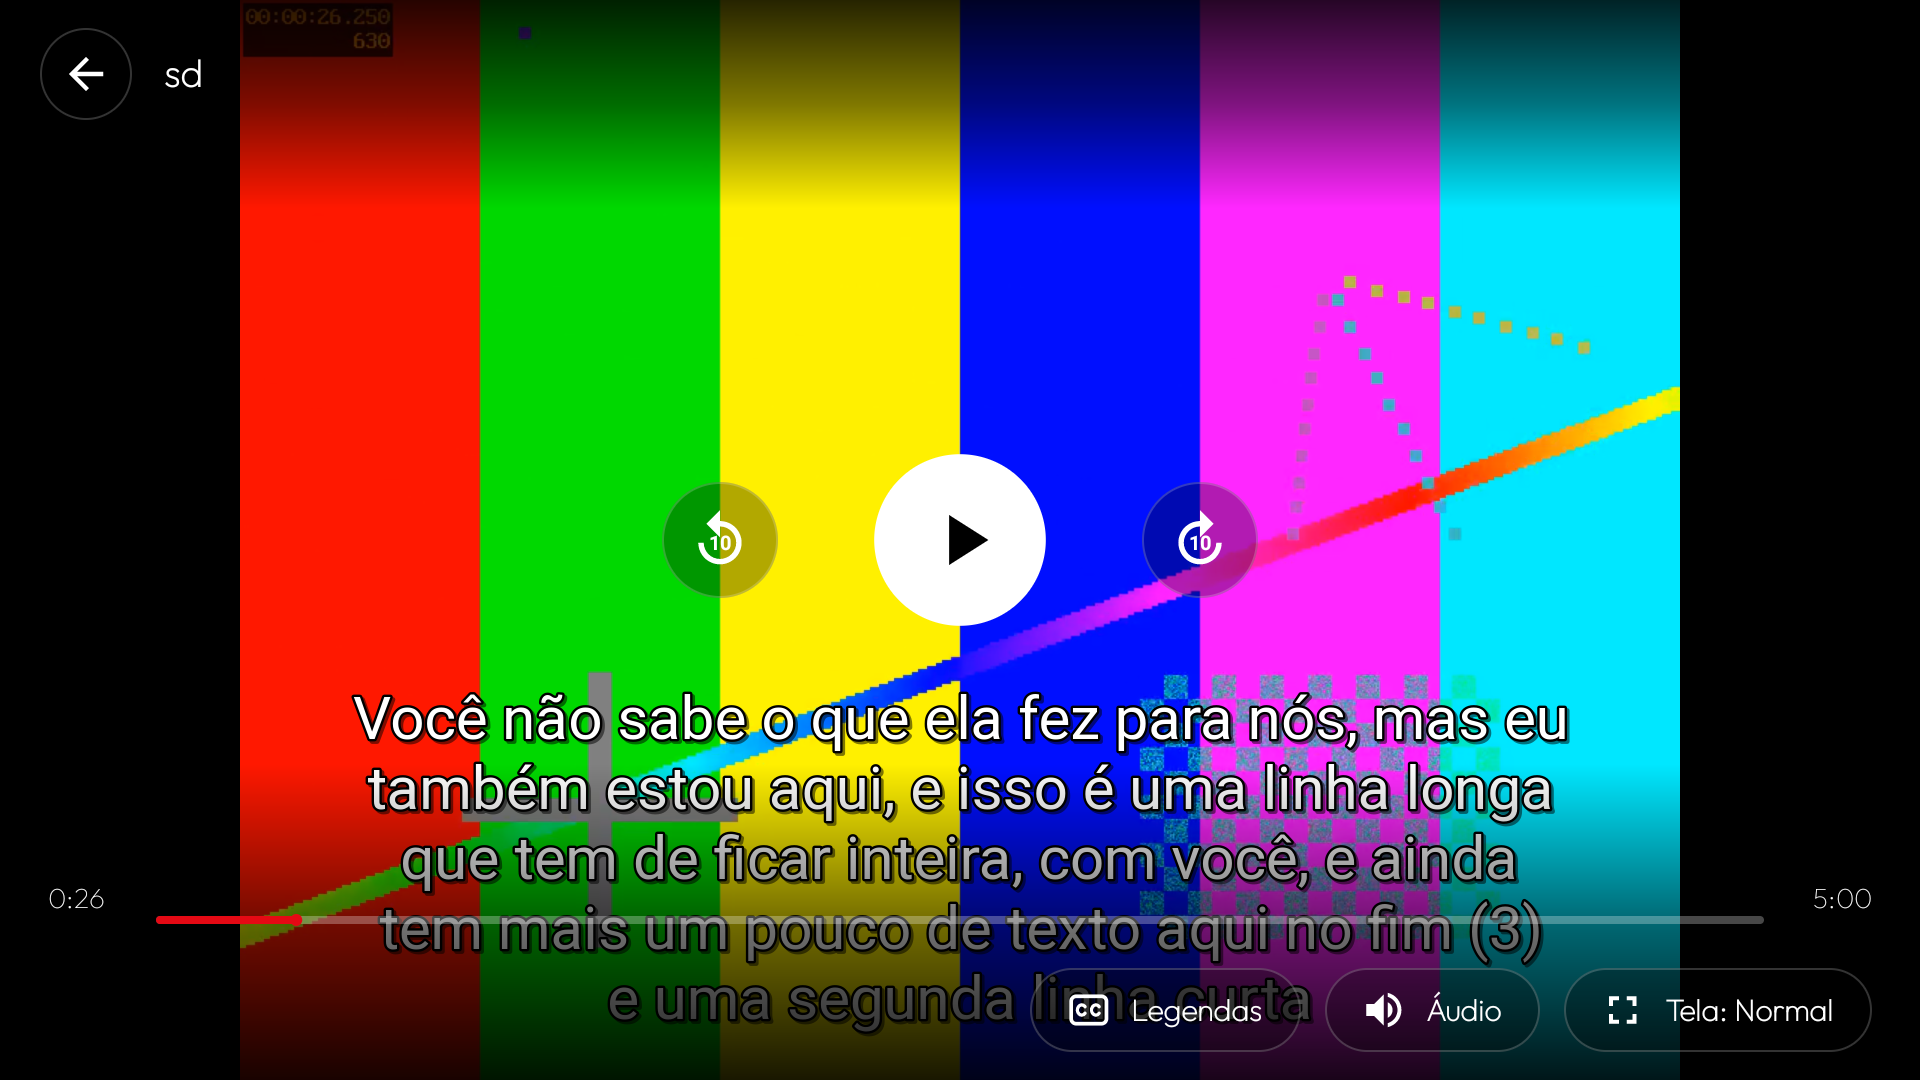 00:00:26.250
630
sd
10
10
Você não sabe o que ela fez para nós, mas eu
também estou aqui, e isso é uma linha longa
que tem de ficar inteira, com você, e ainda
tem mais um pouco de texto aqui no fim (3)
e uma segunda linha curta
0:26
5:00
CC Legendas
Áudio
Tela: Normal